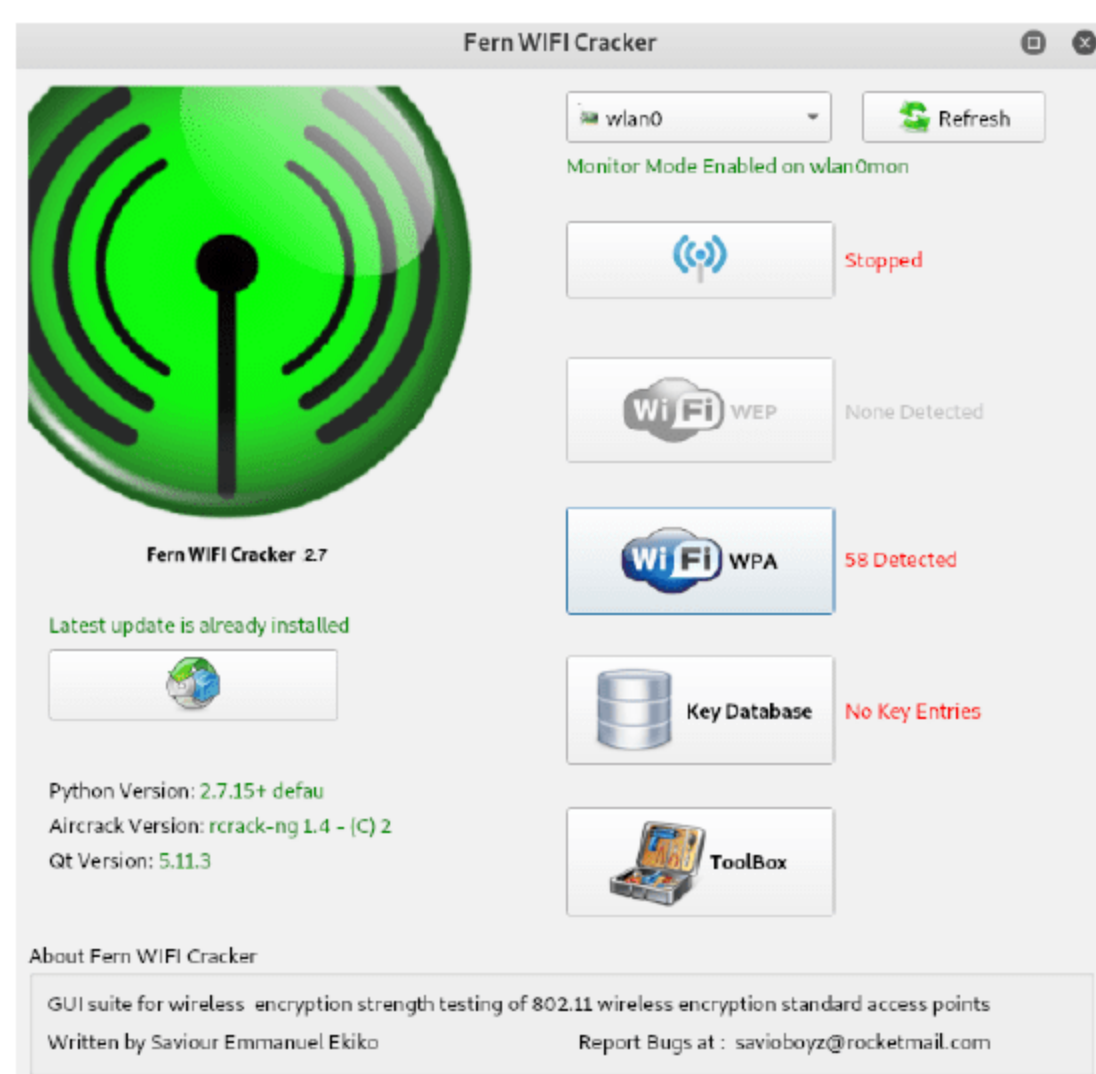 Fern WIFI Cracker
wlan0
Refresh
Monitor Mode Enabled on wlan0mon
Stopped
Wi Fi WEP
None Detected
Fern WIFI Cracker 2.7
Wi Fi WPA
58 Detected
Latest update is already installed
Key Database
No Key Entries
Python Version: 2.7.15+ defau
Aircrack Version: rcrack-ng 1.4 - (C) 2
Qt Version: 5.11.3
ToolBox
About Fern WIFI Cracker
GUI suite for wireless encryption strength testing of 802.11 wireless encryption standard access points
Written by Saviour Emmanuel Ekiko
Report Bugs at : savioboyz@rocketmail.com